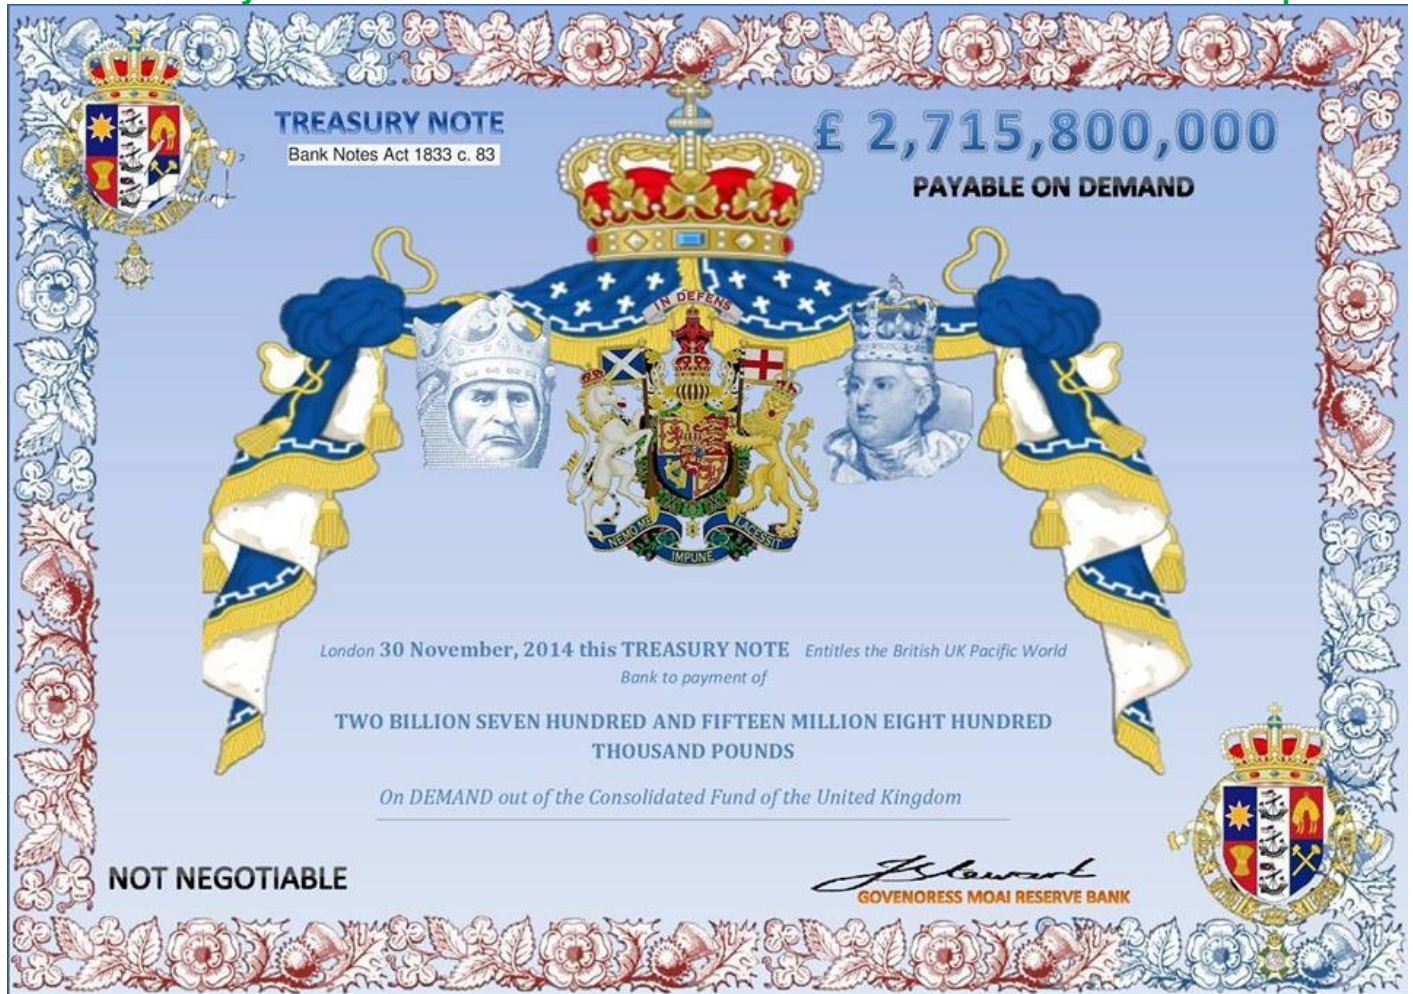 TREASURY NOTE
Bank Notes Act 1833 c. 83
£ 2,715,800,000
PAYABLE ON DEMAND
IN DEFENS
NEMO ME IMPUNE LACESSIT
London 30 November, 2014 this TREASURY NOTE Entitles the British UK Pacific World
Bank to payment of
TWO BILLION SEVEN HUNDRED AND FIFTEEN MILLION EIGHT HUNDRED
THOUSAND POUNDS
On DEMAND out of the Consolidated Fund of the United Kingdom
NOT NEGOTIABLE
GOVENORESS MOAI RESERVE BANK